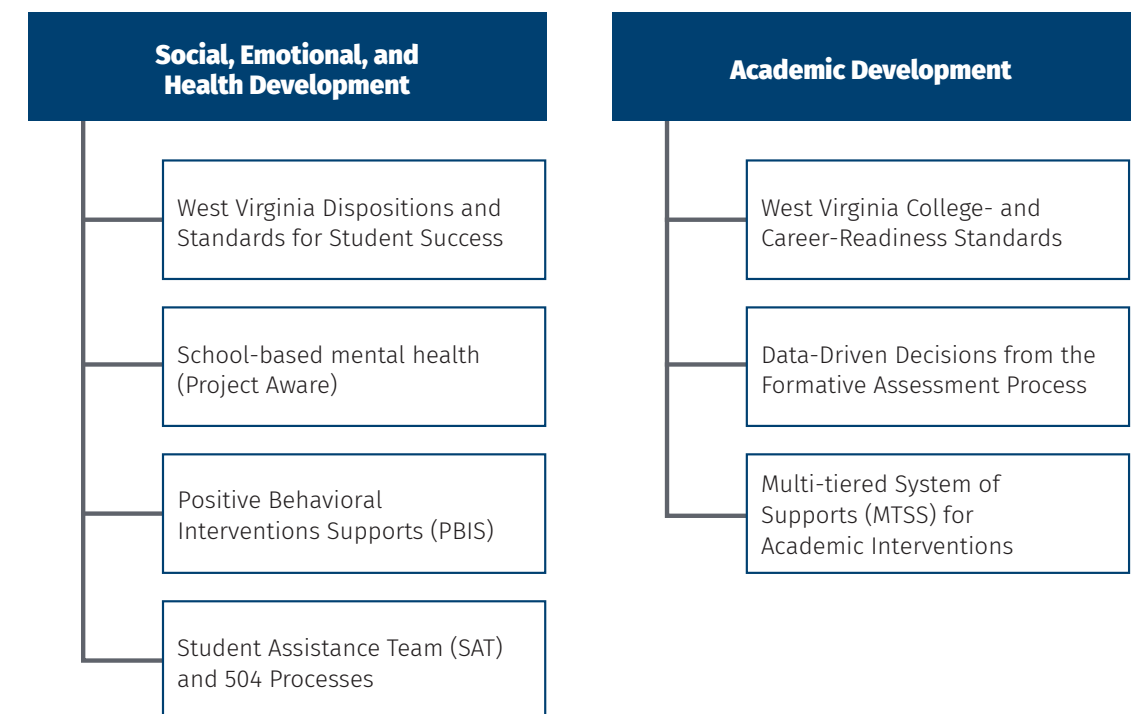 Social, Emotional, and
Health Development
West Virginia Dispositions and
Standards for Student Success
School-based mental health
(Project Aware)
Positive Behavioral
Interventions Supports (PBIS)
Student Assistance Team (SAT)
and 504 Processes
Academic Development
West Virginia College- and
Career-Readiness Standards
Data-Driven Decisions from the
Formative Assessment Process
Multi-tiered System of
Supports (MTSS) for
Academic Interventions